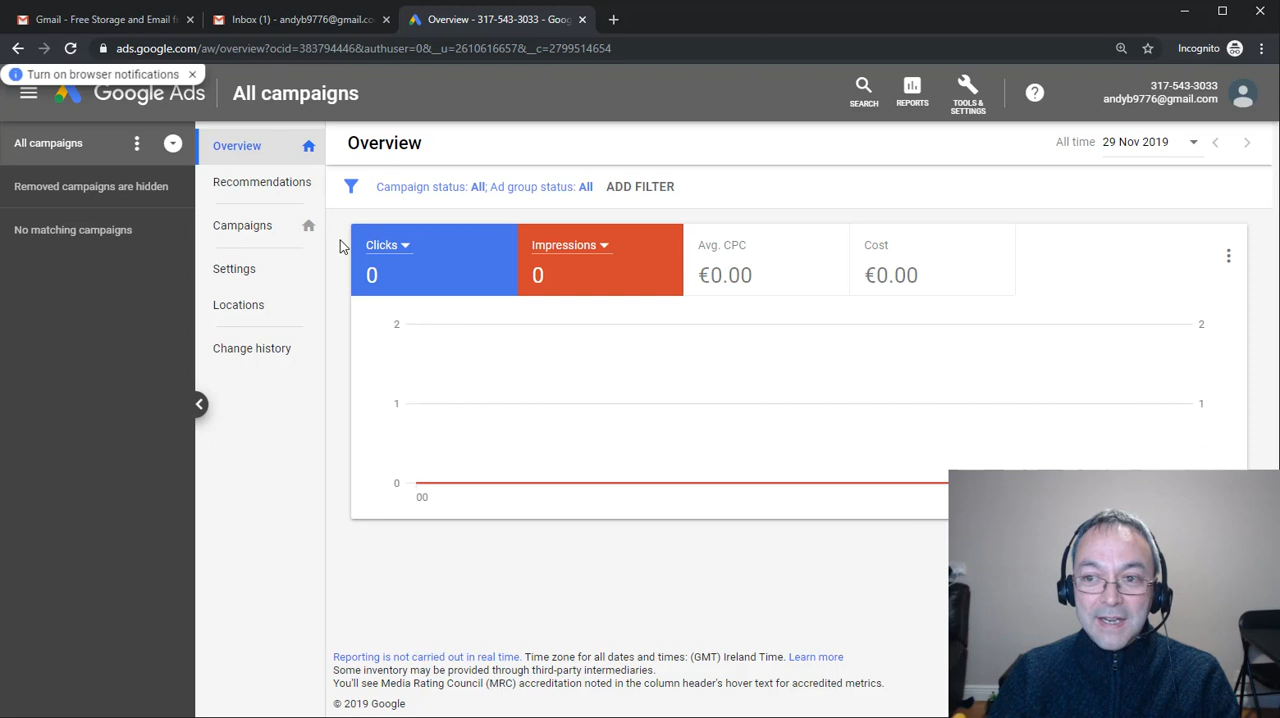 Gmail - Free Storage and Email f
Inbox (1) - andyb9776@gmail.co
Overview - 317-543-3033 - Goog
ads.google.com/aw/overview?ocid=383794446&authuser=0&__u=2610616657&__c=2799514654
Incognito
Turn on browser notifications
Google Ads
All campaigns
SEARCH
REPORTS
TOOLS & SETTINGS
317-543-3033
andyb9776@gmail.com
All campaigns
Removed campaigns are hidden
No matching campaigns
Overview
Recommendations
Campaigns
Settings
Locations
Change history
Overview
All time 29 Nov 2019
Campaign status: All; Ad group status: All ADD FILTER
Clicks
0
Impressions
0
Avg. CPC
€0.00
Cost
€0.00
2
2
1
1
0
00
Reporting is not carried out in real time. Time zone for all dates and times: (GMT) Ireland Time. Learn more
Some inventory may be provided through third-party intermediaries.
You'll see Media Rating Council (MRC) accreditation noted in the column header's hover text for accredited metrics.
© 2019 Google